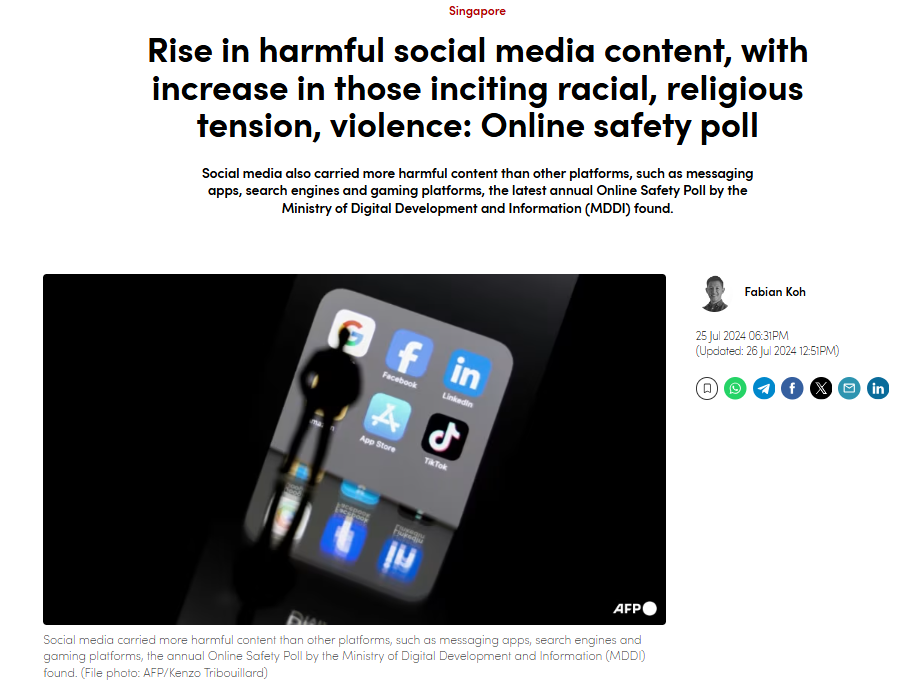 Singapore
Rise in harmful social media content, with
increase in those inciting racial, religious
tension, violence: Online safety poll
Social media also carried more harmful content than other platforms, such as messaging
apps, search engines and gaming platforms, the latest annual Online Safety Poll by the
Ministry of Digital Development and Information (MDDI) found.
Fabian Koh
25 Jul 2024 06:31PM
(Updated: 26 Jul 2024 12:51PM)
Facebook
LinkedIn
App Store
TikTok
AFP
Social media carried more harmful content than other platforms, such as messaging apps, search engines and
gaming platforms, the annual Online Safety Poll by the Ministry of Digital Development and Information (MDDI)
found. (File photo: AFP/Kenzo Tribouillard)